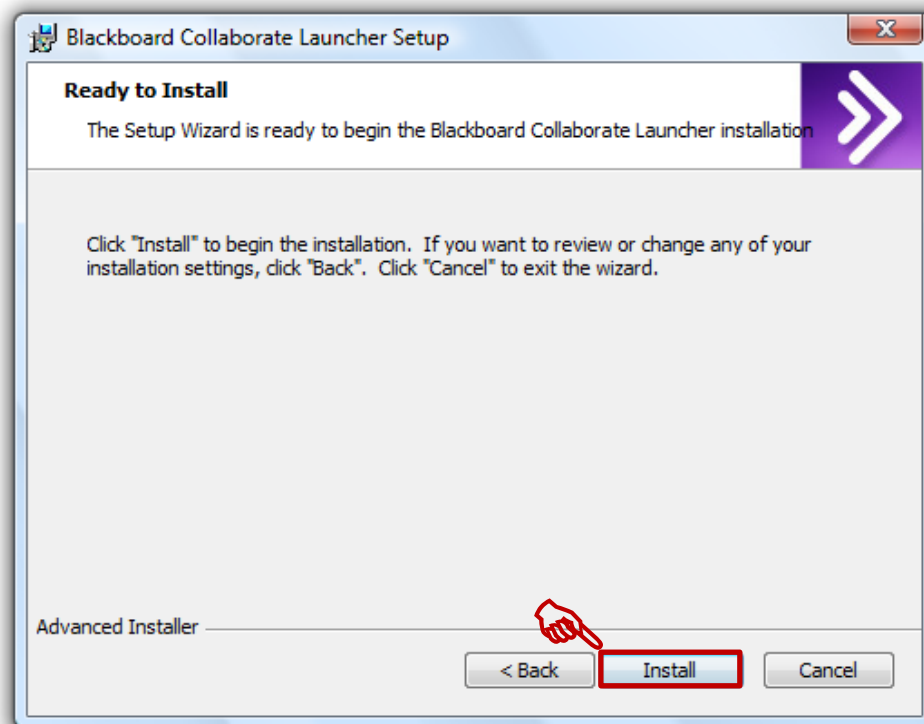 Blackboard Collaborate Launcher Setup
Ready to Install
The Setup Wizard is ready to begin the Blackboard Collaborate Launcher installation
Click "Install" to begin the installation.  If you want to review or change any of your
installation settings, click "Back".  Click "Cancel" to exit the wizard.
Advanced Installer
< Back Install Cancel